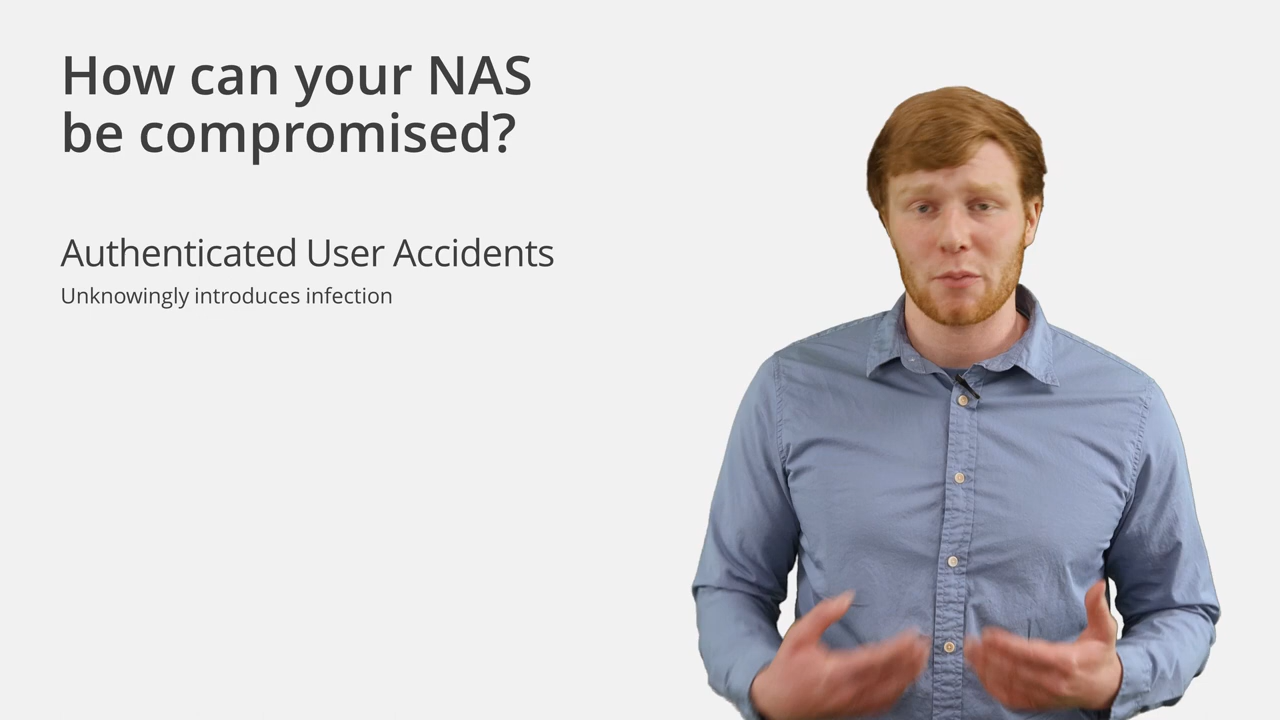 How can your NAS
be compromised?
Authenticated User Accidents
Unknowingly introduces infection